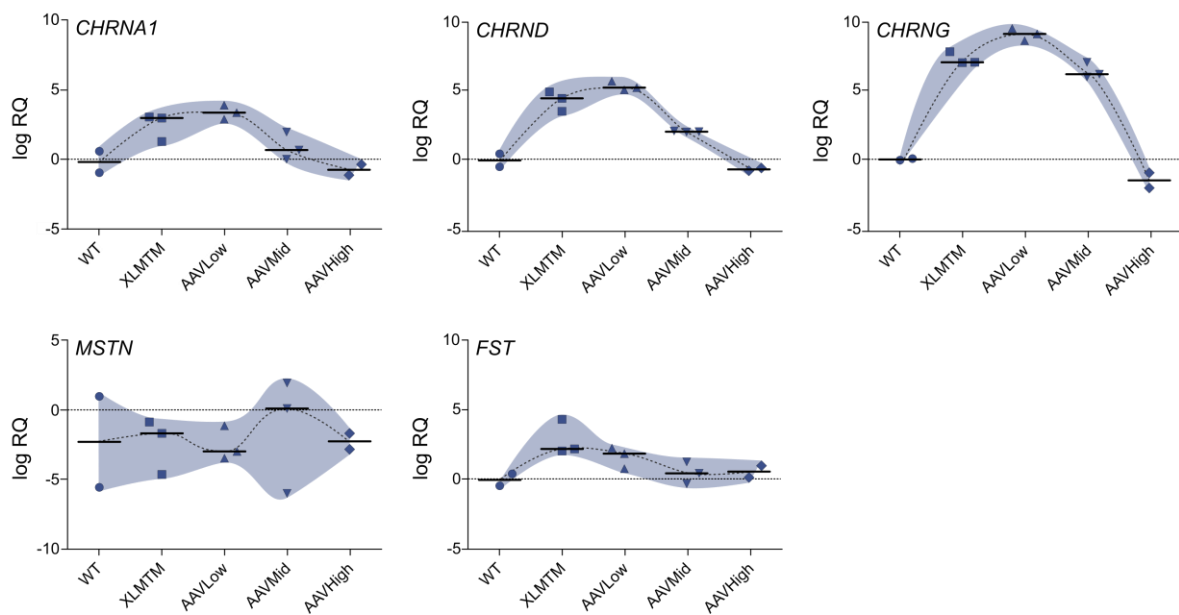 CHRNA1
10
5
0
-5
log RQ
WT
XLMTM
AAVLow
AAVMid
AAVHigh
CHRND
10
5
0
-5
log RQ
WT
XLMTM
AAVLow
AAVMid
AAVHigh
CHRNG
10
5
0
5
log RQ
WT
XLMTM
AAVLow
AAVMid
AAVHigh
MSTN
5
0
-5
-10
log RQ
WT
XLMTM
AAVLow
AAVMid
AAVHigh
FST
10
5
0
-5
log RQ
WT
XLMTM
AAVLow
AAVMid
AAVHigh